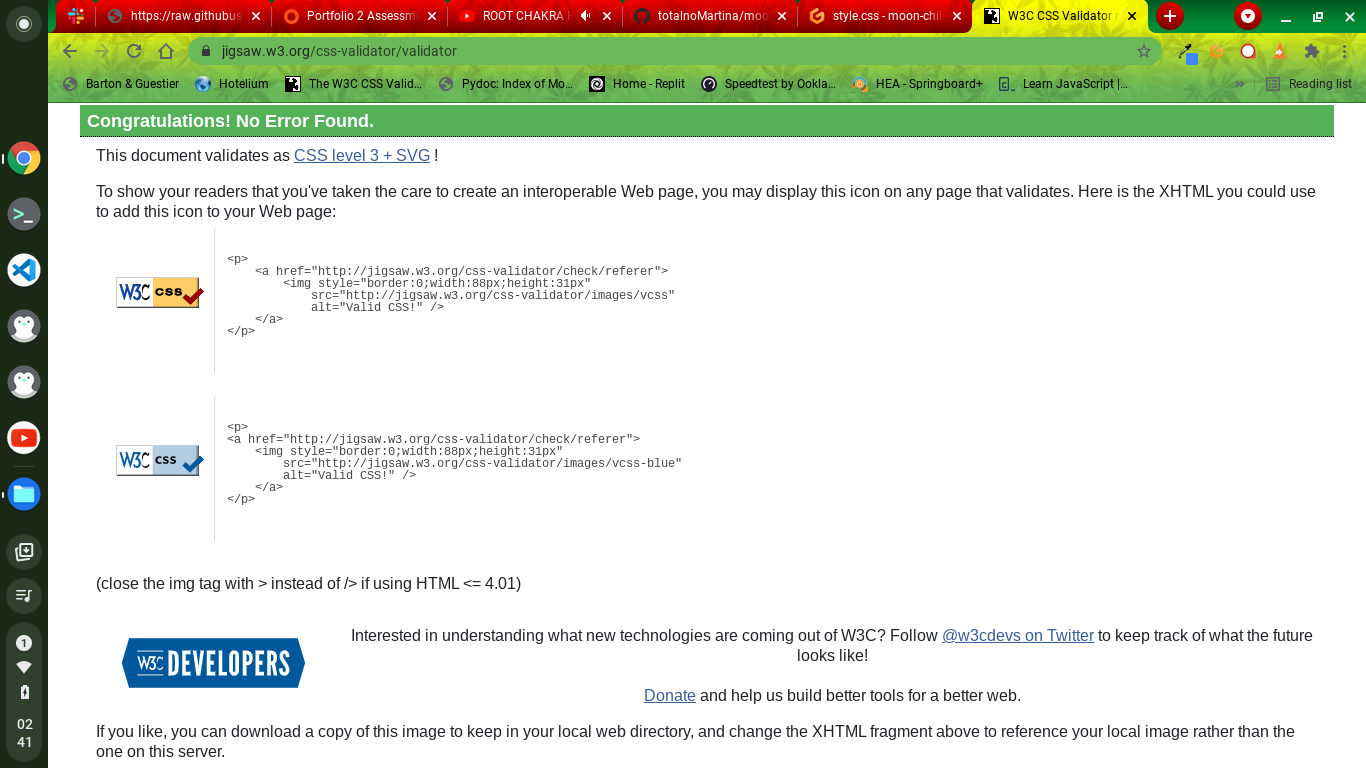 https://raw.githubus
Portfolio 2 Assessme
ROOT CHAKRA H
totalnoMartina/moo
style.css - moon-chil
W3C CSS Validator r
jigsaw.w3.org/css-validator/validator
Barton & Guestier
Hotelium
The W3C CSS Valid...
Pydoc: Index of Mo...
Home - Replit
Speedtest by Ookla...
HEA - Springboard+
Learn JavaScript |...
»
Reading list
Congratulations! No Error Found.
This document validates as CSS level 3 + SVG !
To show your readers that you've taken the care to create an interoperable Web page, you may display this icon on any page that validates. Here is the XHTML you could use
to add this icon to your Web page:
W3C css
<p>
<a href="http://jigsaw.w3.org/css-validator/check/referer">
<img style="border:0;width:88px;height:31px"
src="http://jigsaw.w3.org/css-validator/images/vcss"
alt="Valid CSS!" />
</a>
</p>
W3C css
<p>
<a href="http://jigsaw.w3.org/css-validator/check/referer">
<img style="border:0;width:88px;height:31px"
src="http://jigsaw.w3.org/css-validator/images/vcss-blue"
alt="Valid CSS!" />
</a>
</p>
(close the img tag with > instead of /> if using HTML <= 4.01)
W3C DEVELOPERS
Interested in understanding what new technologies are coming out of W3C? Follow @w3cdevs on Twitter to keep track of what the future
looks like!
Donate and help us build better tools for a better web.
If you like, you can download a copy of this image to keep in your local web directory, and change the XHTML fragment above to reference your local image rather than the
one on this server.
1
02
41